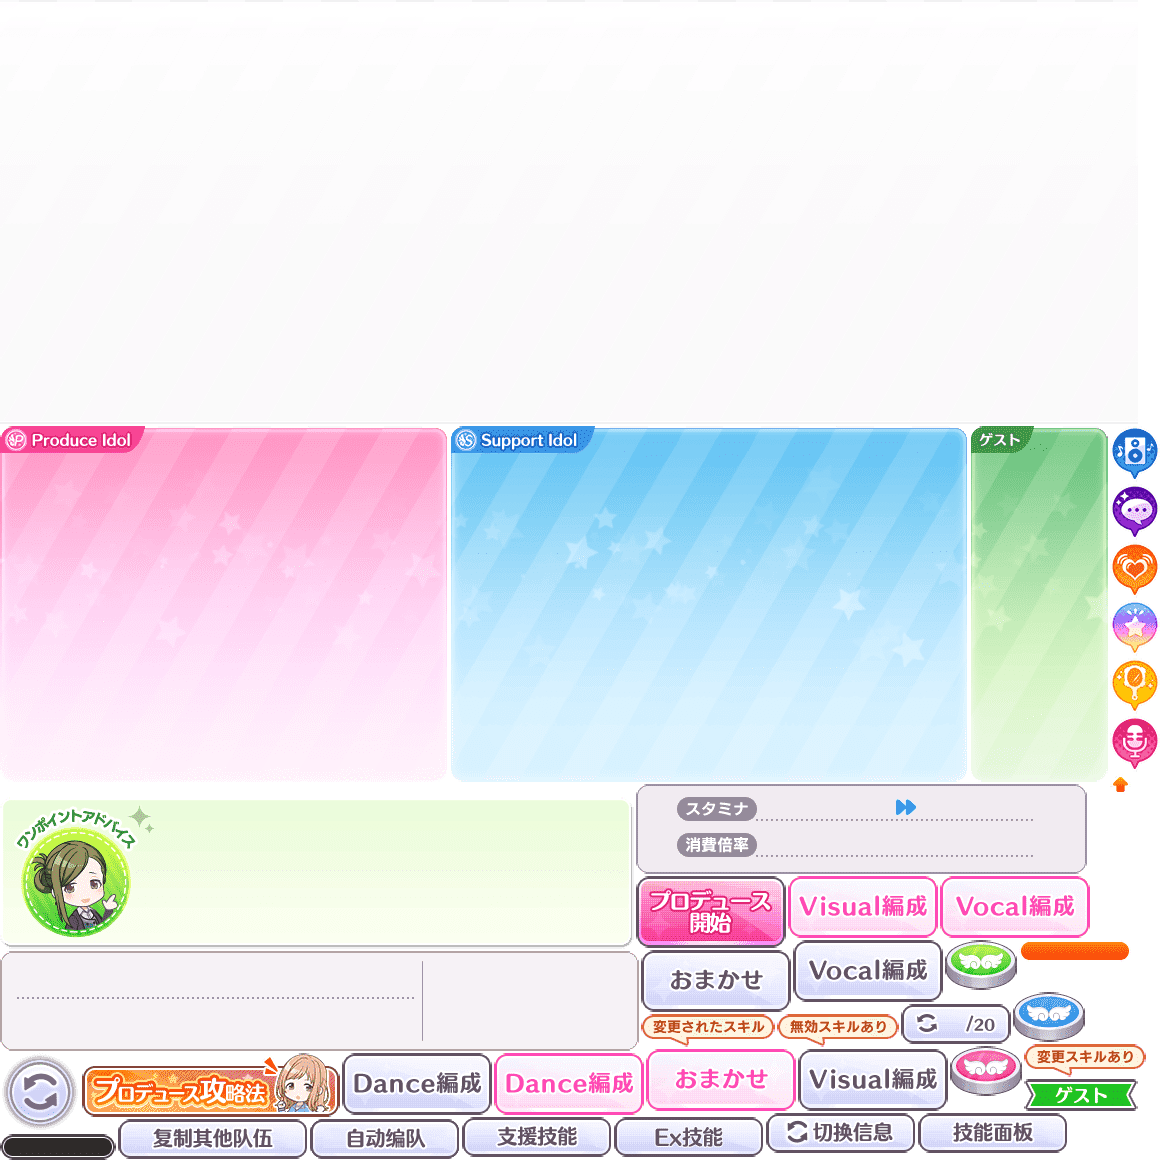 Produce Idol
Support Idol
ゲスト
ワンポイントアドバイス
スタミナ
消費倍率
プロデュース
開始
Visual編成
Vocal編成
おまかせ
Vocal編成
変更されたスキル
無効スキルあり
/20
プロデュース攻略法
Dance編成
Dance編成
おまかせ
Visual編成
変更スキルあり
ゲスト
复制其他队伍
自动编队
支援技能
Ex技能
切换信息
技能面板